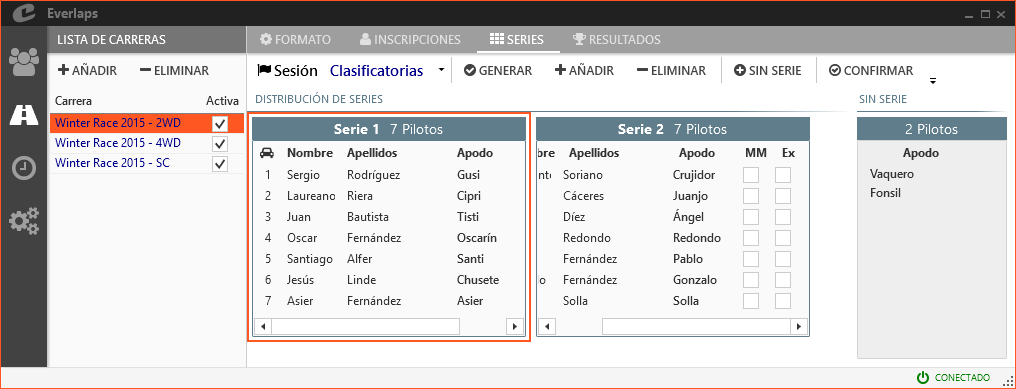 Everlaps
LISTA DE CARRERAS
FORMATO INSCRIPCIONES SERIES RESULTADOS
AÑADIR ELIMINAR
Sesión Clasificatorias GENERAR AÑADIR ELIMINAR SIN SERIE CONFIRMAR
Carrera Activa
Winter Race 2015 - 2WD
Winter Race 2015 - 4WD
Winter Race 2015 - SC
DISTRIBUCIÓN DE SERIES
Serie 1 7 Pilotos
Nombre Apellidos Apodo
1 Sergio Rodríguez Gusi
2 Laureano Riera Cipri
3 Juan Bautista Tisti
4 Oscar Fernández Oscarín
5 Santiago Alfer Santi
6 Jesús Linde Chusete
7 Asier Fernández Asier
Serie 2 7 Pilotos
bre Apellidos Apodo MM Ex
Soriano Crujidor
Cáceres Juanjo
Díez Ángel
Redondo Redondo
Fernández Pablo
Fernández Gonzalo
Solla Solla
SIN SERIE
2 Pilotos
Apodo
Vaquero
Fonsil
CONECTADO